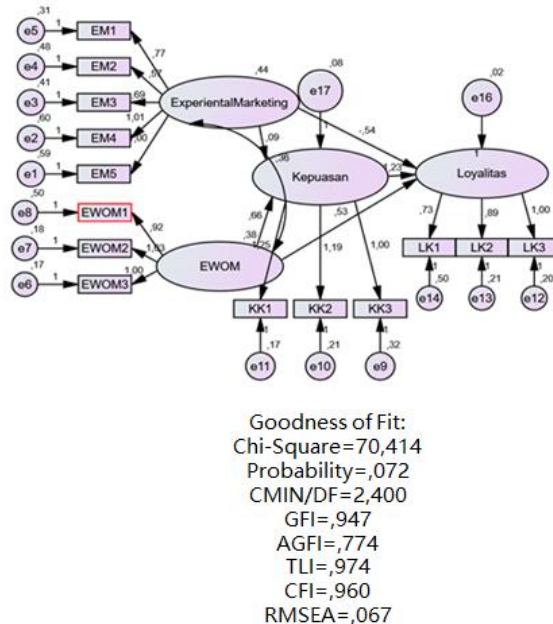 ,31
e5 1 EM1
,48
e4 1 EM2
,41
e3 1 EM3
,60
e2 1 EM4
,59
e1 1 EM5
,50
e8 1 EWOM1
,18
e7 1 EWOM2
,17
e6 1 EWOM3
,77
,97
,69
1,01
,00
,92
1,03
1,00
,44
ExperientalMarketing
,38
EWOM
,36
,09
,66
-,54
,53
,08
e17
1
Kepuasan
1,23
,02
e16
1
Loyalitas
1,25 1,19 1,00
KK1 KK2 KK3
1 1 1
,17 ,21 ,32
e11 e10 e9
,73 ,89 1,00
LK1 LK2 LK3
1 1 1
,50 ,21 ,20
e14 e13 e12
Goodness of Fit:
Chi-Square=70,414
Probability=,072
CMIN/DF=2,400
GFI=,947
AGFI=,774
TLI=,974
CFI=,960
RMSEA=,067